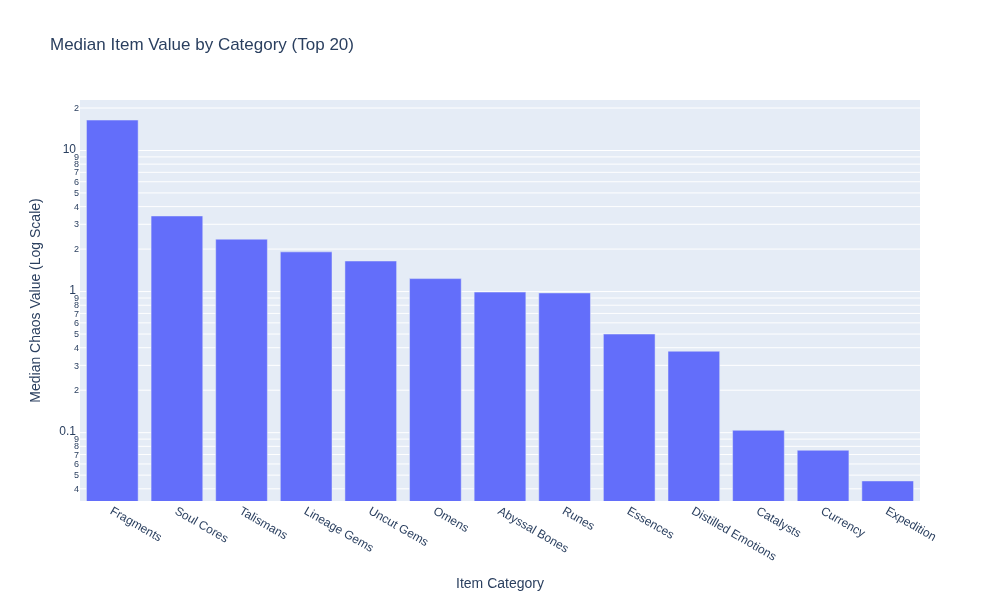 Median Item Value by Category (Top 20)
Median Chaos Value (Log Scale)
2
10
9
8
7
6
5
4
3
2
1
9
8
7
6
5
4
3
2
0.1
9
8
7
6
5
4
Fragments
Soul Cores
Talismans
Lineage Gems
Uncut Gems
Omens
Abyssal Bones
Runes
Essences
Distilled Emotions
Catalysts
Currency
Expedition
Item Category